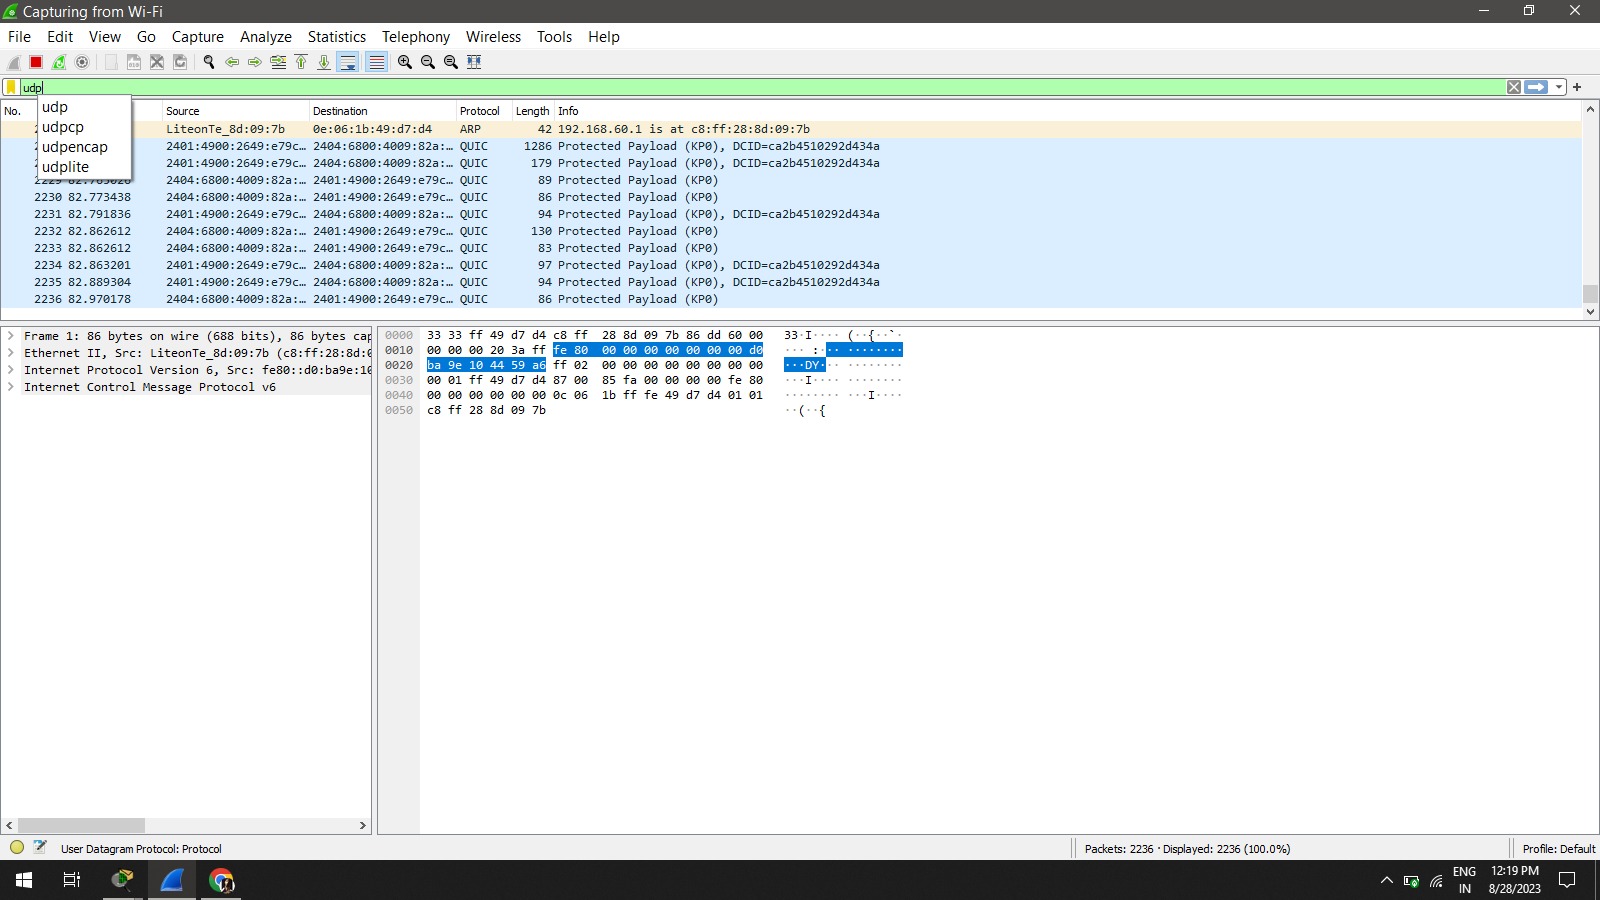 Capturing from Wi-Fi
File Edit View Go Capture Analyze Statistics Telephony Wireless Tools Help
udp
udp
udpcp
udpencap
udplite
No. Source Destination Protocol Length Info
LiteonTe_8d:09:7b 0e:06:1b:49:d7:d4 ARP 42 192.168.60.1 is at c8:ff:28:8d:09:7b
2401:4900:2649:e79c… 2404:6800:4009:82a:… QUIC 1286 Protected Payload (KP0), DCID=ca2b4510292d434a
2401:4900:2649:e79c… 2404:6800:4009:82a:… QUIC 179 Protected Payload (KP0), DCID=ca2b4510292d434a
2229 82.765026 2404:6800:4009:82a:… 2401:4900:2649:e79c… QUIC 89 Protected Payload (KP0)
2230 82.773438 2404:6800:4009:82a:… 2401:4900:2649:e79c… QUIC 86 Protected Payload (KP0)
2231 82.791836 2401:4900:2649:e79c… 2404:6800:4009:82a:… QUIC 94 Protected Payload (KP0), DCID=ca2b4510292d434a
2232 82.862612 2404:6800:4009:82a:… 2401:4900:2649:e79c… QUIC 130 Protected Payload (KP0)
2233 82.862612 2404:6800:4009:82a:… 2401:4900:2649:e79c… QUIC 83 Protected Payload (KP0)
2234 82.863201 2401:4900:2649:e79c… 2404:6800:4009:82a:… QUIC 97 Protected Payload (KP0), DCID=ca2b4510292d434a
2235 82.889304 2401:4900:2649:e79c… 2404:6800:4009:82a:… QUIC 94 Protected Payload (KP0), DCID=ca2b4510292d434a
2236 82.970178 2404:6800:4009:82a:… 2401:4900:2649:e79c… QUIC 86 Protected Payload (KP0)
Frame 1: 86 bytes on wire (688 bits), 86 bytes cap
Ethernet II, Src: LiteonTe_8d:09:7b (c8:ff:28:8d:0
Internet Protocol Version 6, Src: fe80::d0:ba9e:10
Internet Control Message Protocol v6
0000 33 33 ff 49 d7 d4 c8 ff 28 8d 09 7b 86 dd 60 00 33·I···· (··{··`·
0010 00 00 00 20 3a ff fe 80 00 00 00 00 00 00 00 d0 ··· :··· ········
0020 ba 9e 10 44 59 a6 ff 02 00 00 00 00 00 00 00 00 ···DY··· ········
0030 00 01 ff 49 d7 d4 87 00 85 fa 00 00 00 00 fe 80 ···I···· ········
0040 00 00 00 00 00 00 0c 06 1b ff fe 49 d7 d4 01 01 ········ ···I····
0050 c8 ff 28 8d 09 7b ··(··{
User Datagram Protocol: Protocol
Packets: 2236 · Displayed: 2236 (100.0%)
Profile: Default
ENG
IN
12:19 PM
8/28/2023